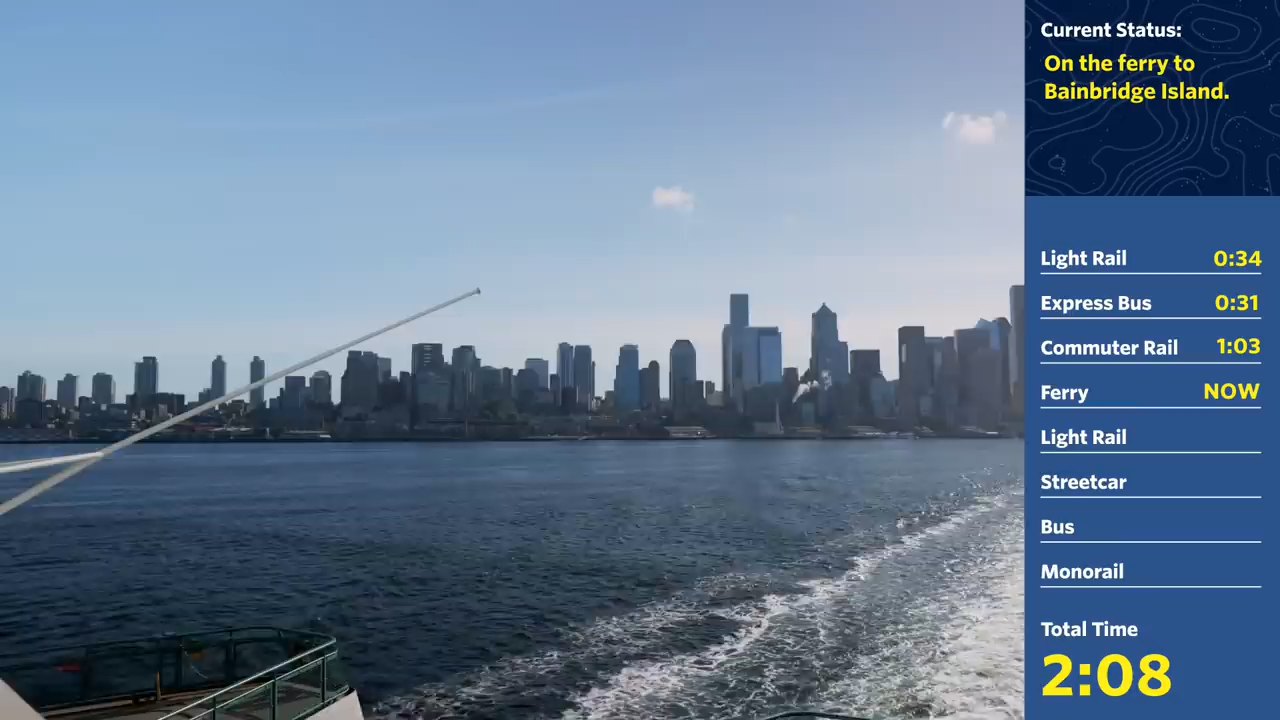 Current Status:
On the ferry to
Bainbridge Island.
Light Rail 0:34
Express Bus 0:31
Commuter Rail 1:03
Ferry NOW
Light Rail
Streetcar
Bus
Monorail
Total Time
2:08